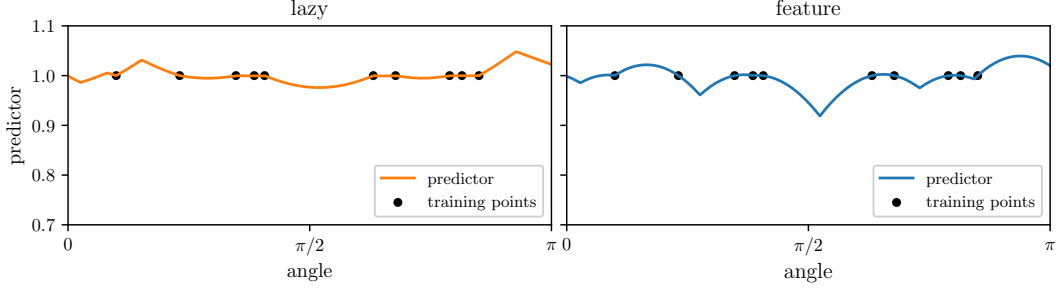 lazy
1.1
1.0
0.9
0.8
0.7
predictor
predictor
training points
0
π/2
π
angle
feature
predictor
training points
0
π/2
π
angle